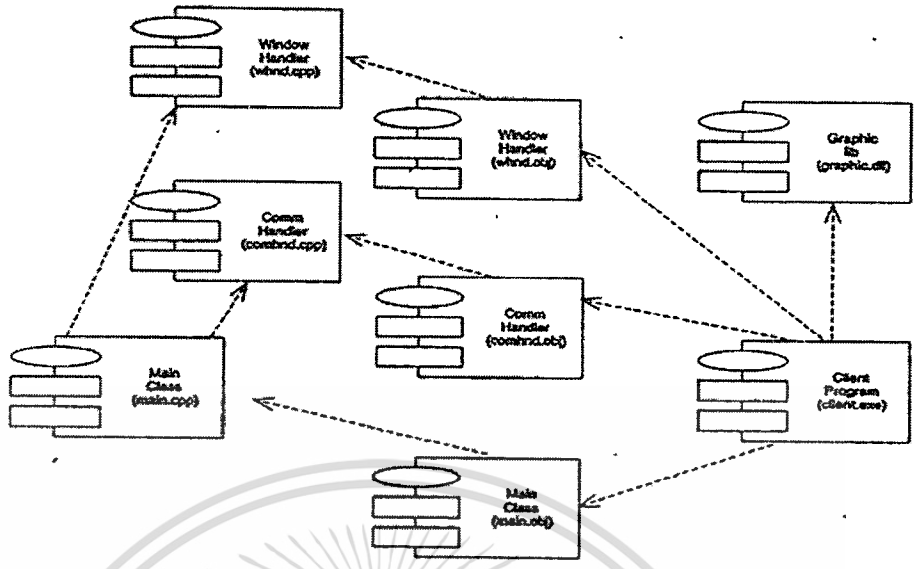 Window
Handler
(whnd.cpp)
Window
Handler
(whnd.obj)
Graphic
lib
(graphic.dll)
Comm
Handler
(comhnd.cpp)
Comm
Handler
(comhnd.obj)
Main
Class
(main.cpp)
Client
Program
(client.exe)
Main
Class
(main.obj)